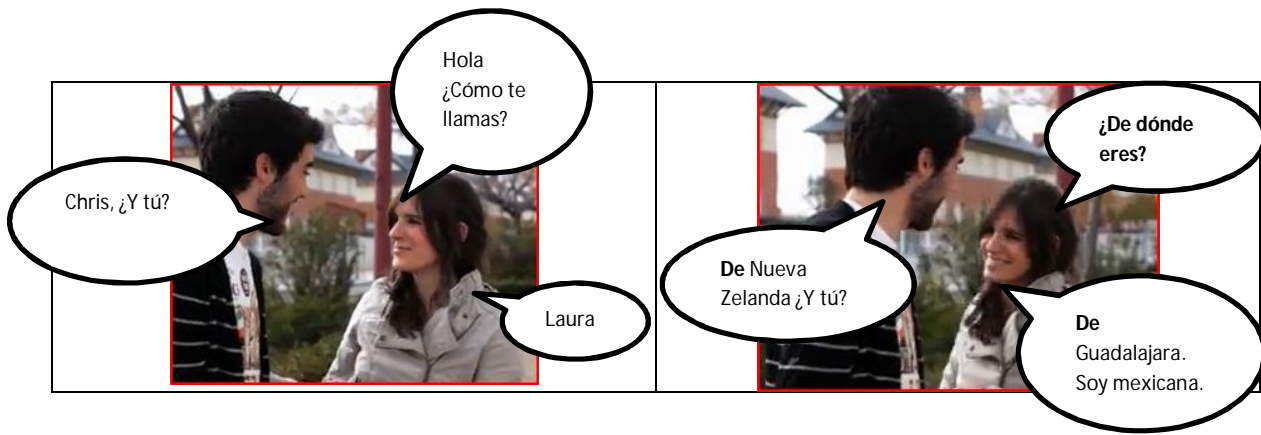 Hola
¿Cómo te
llamas?
Chris, ¿Y tú?
Laura
¿De dónde
eres?
De Nueva
Zelanda ¿Y tú?
De
Guadalajara.
Soy mexicana.